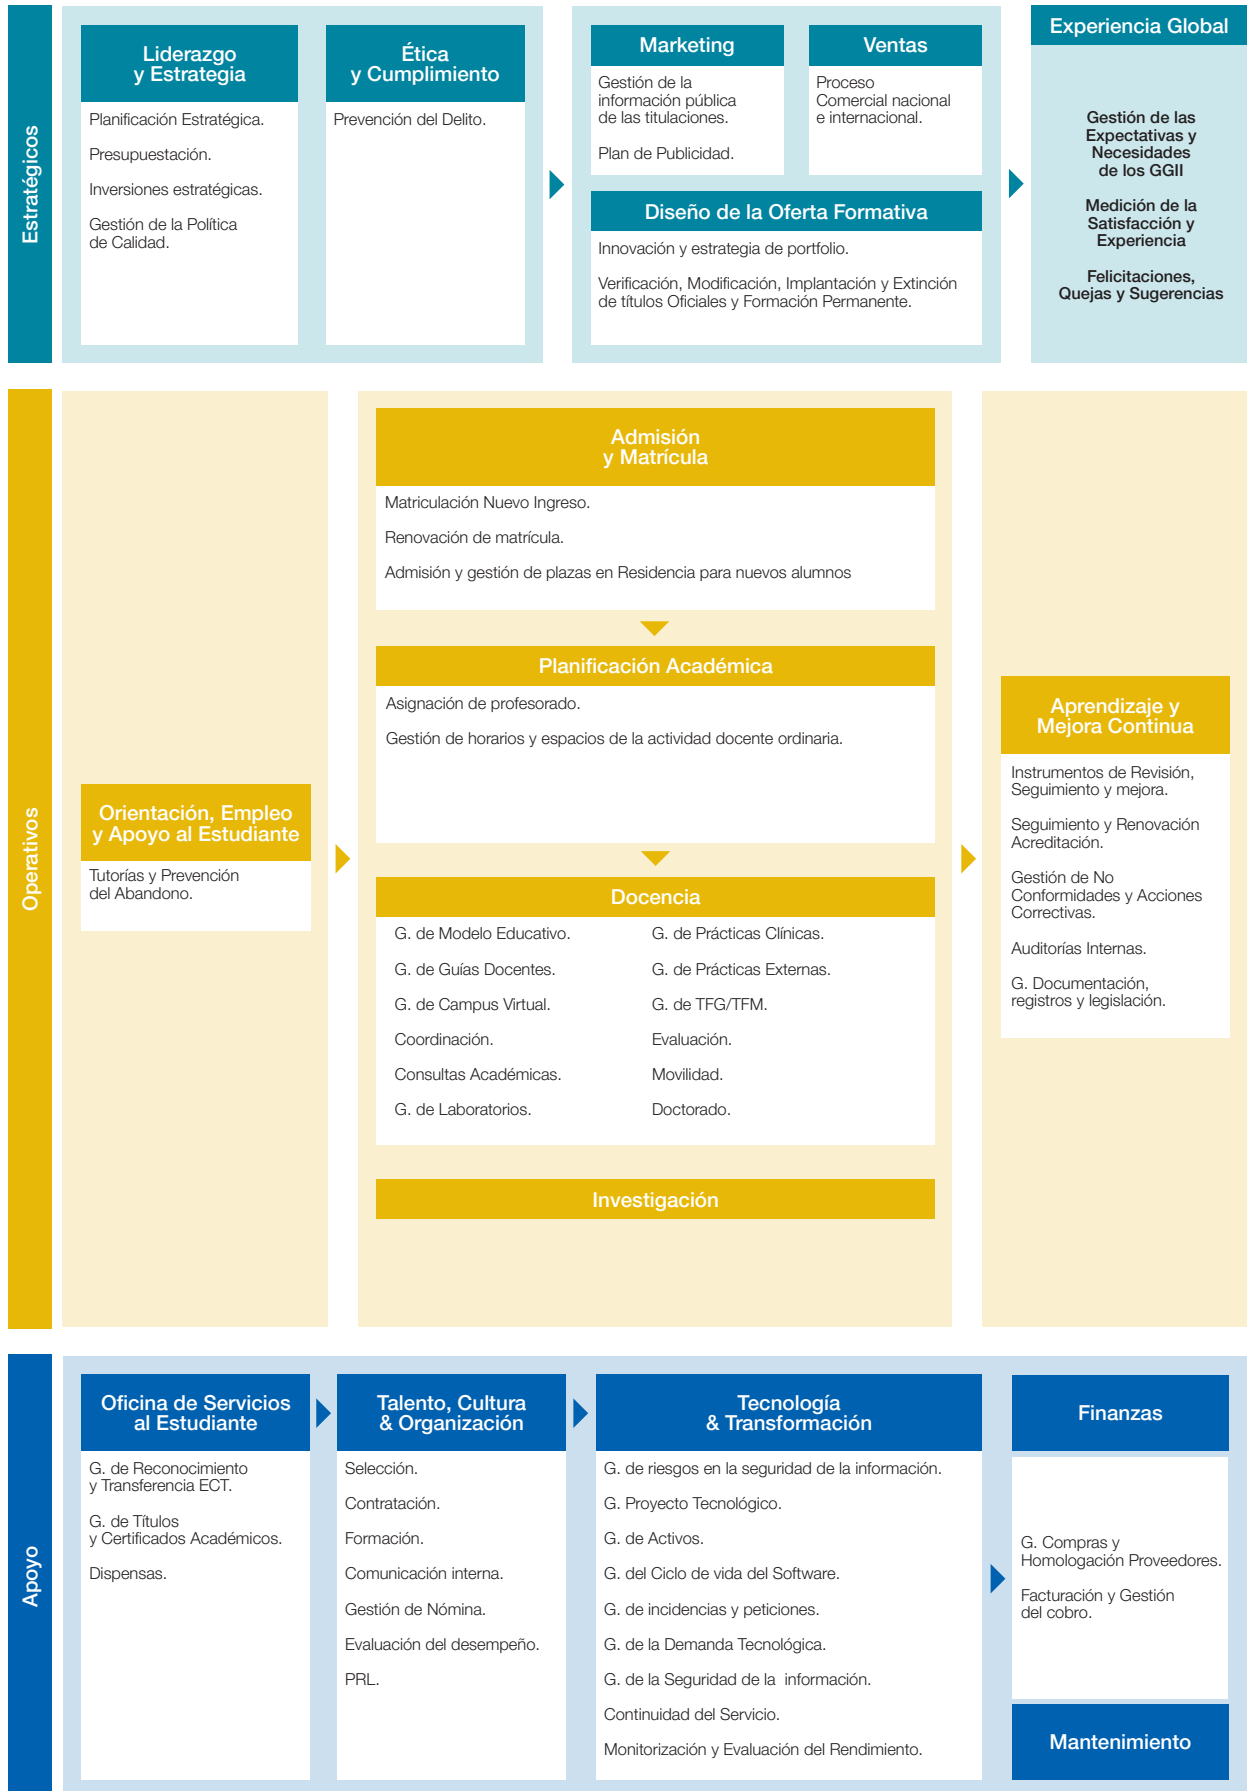 Estratégicos
Liderazgo
y Estrategia
Planificación Estratégica.
Presupuestación.
Inversiones estratégicas.
Gestión de la Política
de Calidad.
Ética
y Cumplimiento
Prevención del Delito.
Marketing
Gestión de la
información pública
de las titulaciones.
Plan de Publicidad.
Ventas
Proceso
Comercial nacional
e internacional.
Diseño de la Oferta Formativa
Innovación y estrategia de portfolio.
Verificación, Modificación, Implantación y Extinción
de títulos Oficiales y Formación Permanente.
Experiencia Global
Gestión de las
Expectativas y
Necesidades
de los GGII
Medición de la
Satisfacción y
Experiencia
Felicitaciones,
Quejas y Sugerencias
Operativos
Orientación, Empleo
y Apoyo al Estudiante
Tutorías y Prevención
del Abandono.
Admisión
y Matrícula
Matriculación Nuevo Ingreso.
Renovación de matrícula.
Admisión y gestión de plazas en Residencia para nuevos alumnos
Planificación Académica
Asignación de profesorado.
Gestión de horarios y espacios de la actividad docente ordinaria.
Docencia
G. de Modelo Educativo.
G. de Guías Docentes.
G. de Campus Virtual.
Coordinación.
Consultas Académicas.
G. de Laboratorios.
G. de Prácticas Clínicas.
G. de Prácticas Externas.
G. de TFG/TFM.
Evaluación.
Movilidad.
Doctorado.
Investigación
Aprendizaje y
Mejora Continua
Instrumentos de Revisión,
Seguimiento y mejora.
Seguimiento y Renovación
Acreditación.
Gestión de No
Conformidades y Acciones
Correctivas.
Auditorías Internas.
G. Documentación,
registros y legislación.
Apoyo
Oficina de Servicios
al Estudiante
G. de Reconocimiento
y Transferencia ECT.
G. de Títulos
y Certificados Académicos.
Dispensas.
Talento, Cultura
& Organización
Selección.
Contratación.
Formación.
Comunicación interna.
Gestión de Nómina.
Evaluación del desempeño.
PRL.
Tecnología
& Transformación
G. de riesgos en la seguridad de la información.
G. Proyecto Tecnológico.
G. de Activos.
G. del Ciclo de vida del Software.
G. de incidencias y peticiones.
G. de la Demanda Tecnológica.
G. de la Seguridad de la información.
Continuidad del Servicio.
Monitorización y Evaluación del Rendimiento.
Finanzas
G. Compras y
Homologación Proveedores.
Facturación y Gestión
del cobro.
Mantenimiento